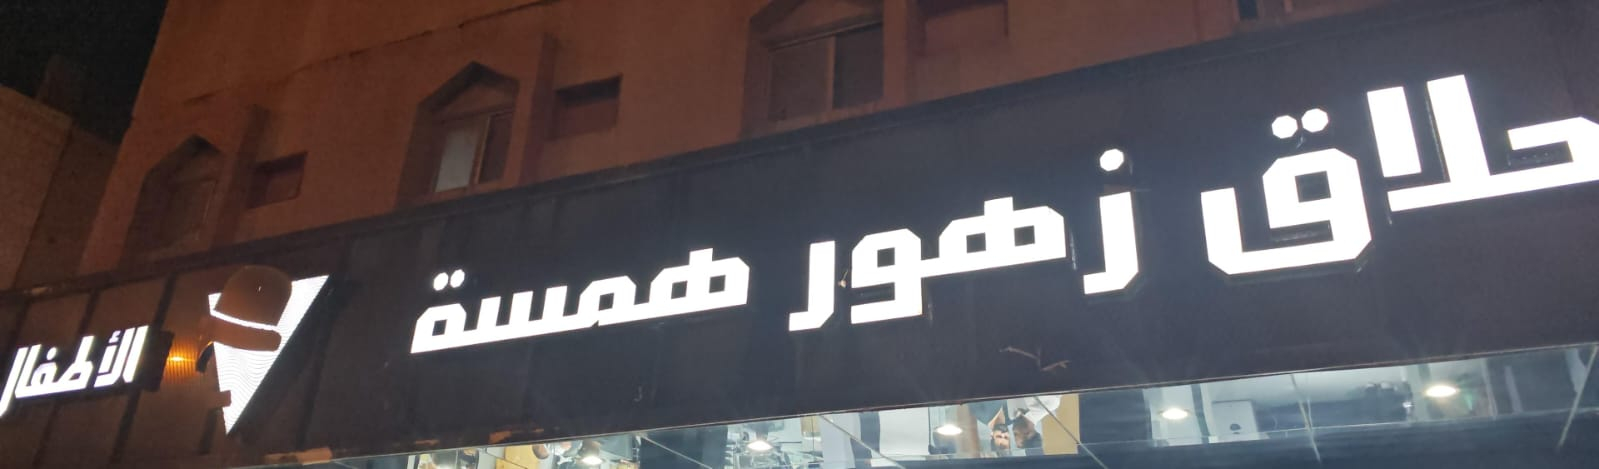 حلاق زهور همسة
الأطفال